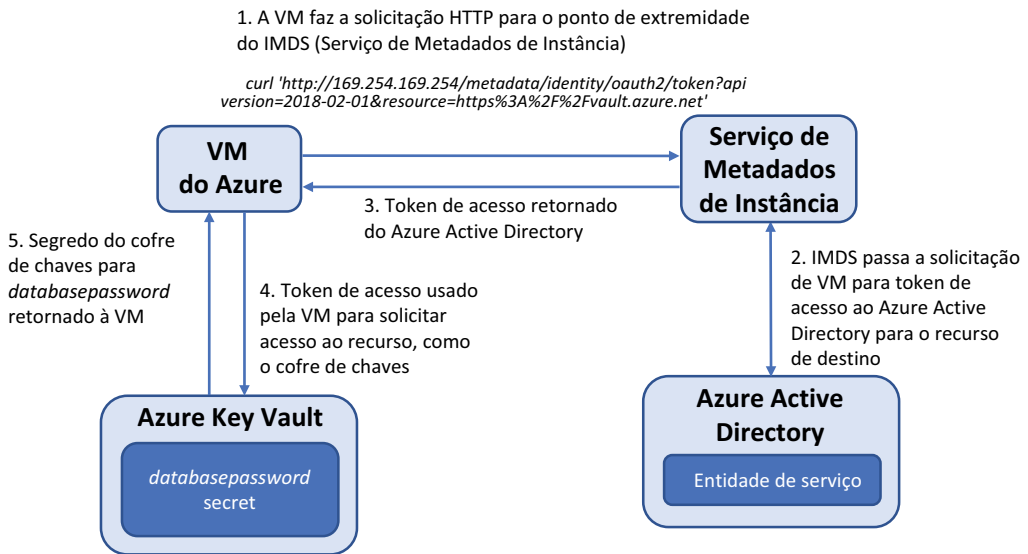 1. A VM faz a solicitação HTTP para o ponto de extremidade
do IMDS (Serviço de Metadados de Instância)
curl 'http://169.254.169.254/metadata/identity/oauth2/token?api
version=2018-02-01&resource=https%3A%2F%2Fvault.azure.net'
VM
do Azure
Serviço de
Metadados
de Instância
3. Token de acesso retornado
do Azure Active Directory
5. Segredo do cofre
de chaves para
databasepassword
retornado à VM
4. Token de acesso usado
pela VM para solicitar
acesso ao recurso, como
o cofre de chaves
2. IMDS passa a solicitação
de VM para token de
acesso ao Azure Active
Directory para o recurso
de destino
Azure Key Vault
databasepassword
secret
Azure Active
Directory
Entidade de serviço